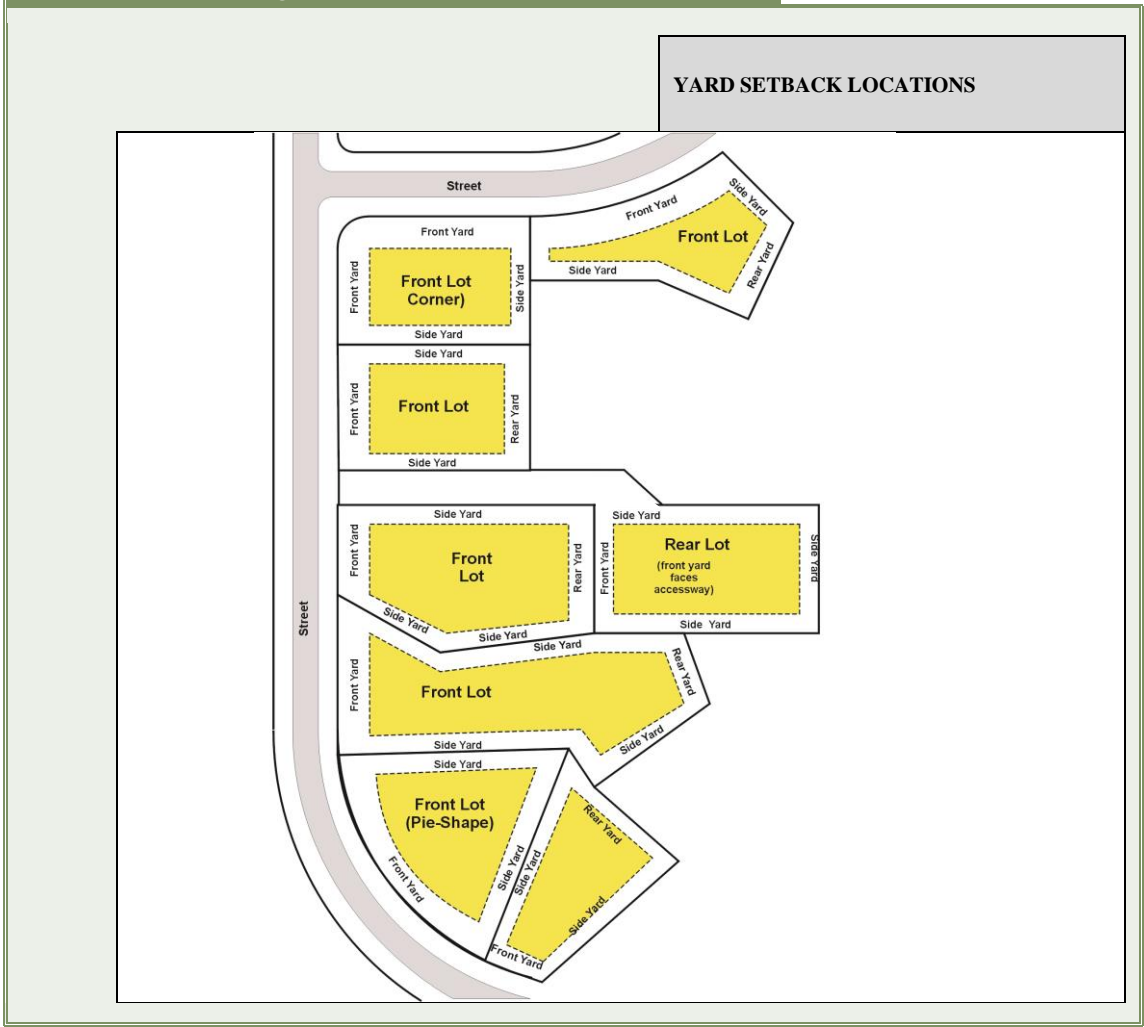 YARD SETBACK LOCATIONS
Street
Front Yard
Side Yard
Front Lot
Side Yard
Rear Yard
Front Yard
Front Yard
Front Lot
Corner)
Side Yard
Side Yard
Side Yard
Front Yard
Front Lot
Rear Yard
Side Yard
Side Yard
Front Yard
Front
Lot
Rear Yard
Side Yard
Side Yard
Side Yard
Front Yard
Rear Lot
(front yard
faces
accessway)
Side Yard
Side Yard
Street
Side Yard
Front Yard
Front Lot
Rear Yard
Side Yard
Side Yard
Side Yard
Front Lot
(Pie-Shape)
Front Yard
Side Yard
Side Yard
Rear Yard
Side Yard
Front Yard